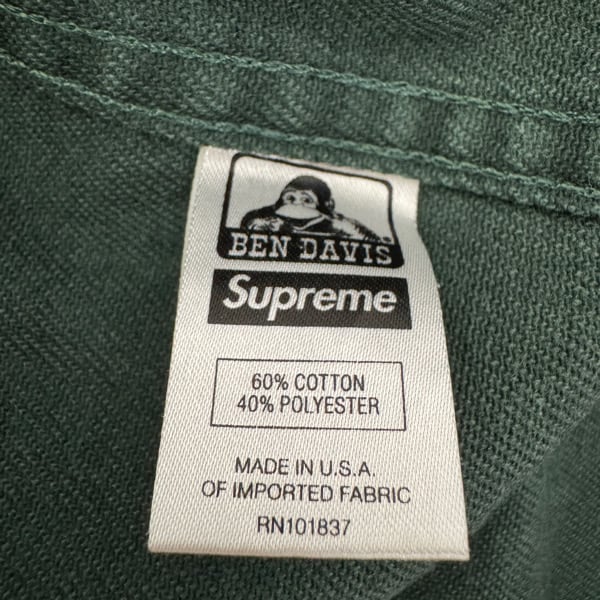 BEN DAVIS
Supreme
60% COTTON
40% POLYESTER
MADE IN U.S.A.
OF IMPORTED FABRIC
RN101837